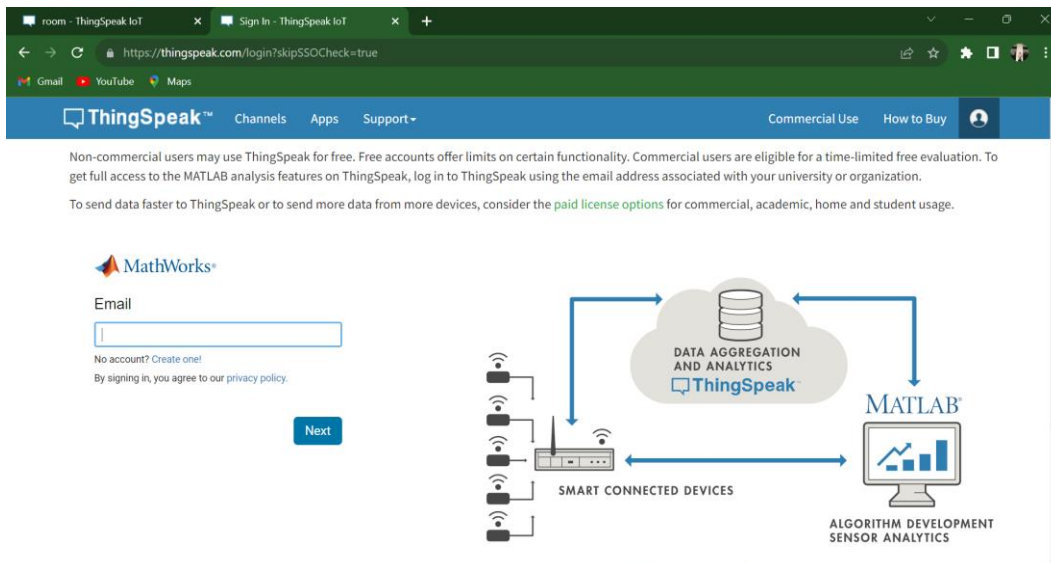 room - ThingSpeak IoT
Sign In - ThingSpeak IoT
https://thingspeak.com/login?skipSSOCheck=true
Gmail YouTube Maps
ThingSpeak™ Channels Apps Support Commercial Use How to Buy
Non-commercial users may use ThingSpeak for free. Free accounts offer limits on certain functionality. Commercial users are eligible for a time-limited free evaluation. To
get full access to the MATLAB analysis features on ThingSpeak, log in to ThingSpeak using the email address associated with your university or organization.
To send data faster to ThingSpeak or to send more data from more devices, consider the paid license options for commercial, academic, home and student usage.
MathWorks®
Email
No account? Create one!
By signing in, you agree to our privacy policy.
Next
DATA AGGREGATION
AND ANALYTICS
ThingSpeak™
SMART CONNECTED DEVICES
MATLAB®
ALGORITHM DEVELOPMENT
SENSOR ANALYTICS